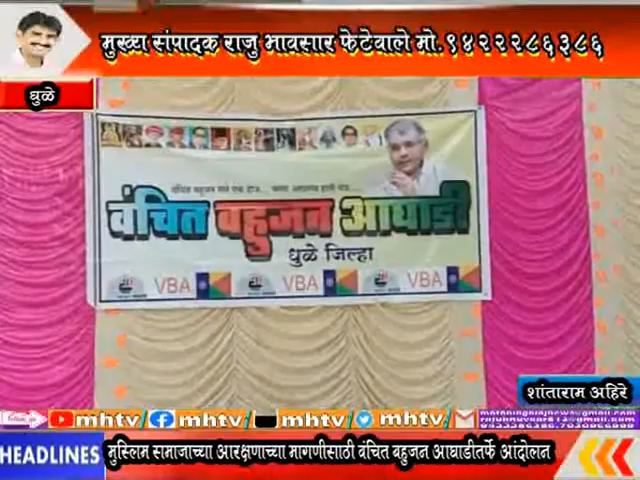 मुख्य संपादक राजु भावसार फेटेवाले मो.९४२२२८६३८६
धुळे
वंचित बहुजन आघाडी
धुळे जिल्हा
VBA VBA VBA
शांताराम अहिरे
mhtv mhtv mhtv mhtv
HEADLINES
मुस्लिम समाजाच्या आरक्षणाच्या मागणीसाठी वंचित बहुजन आघाडीतर्फे आंदोलन